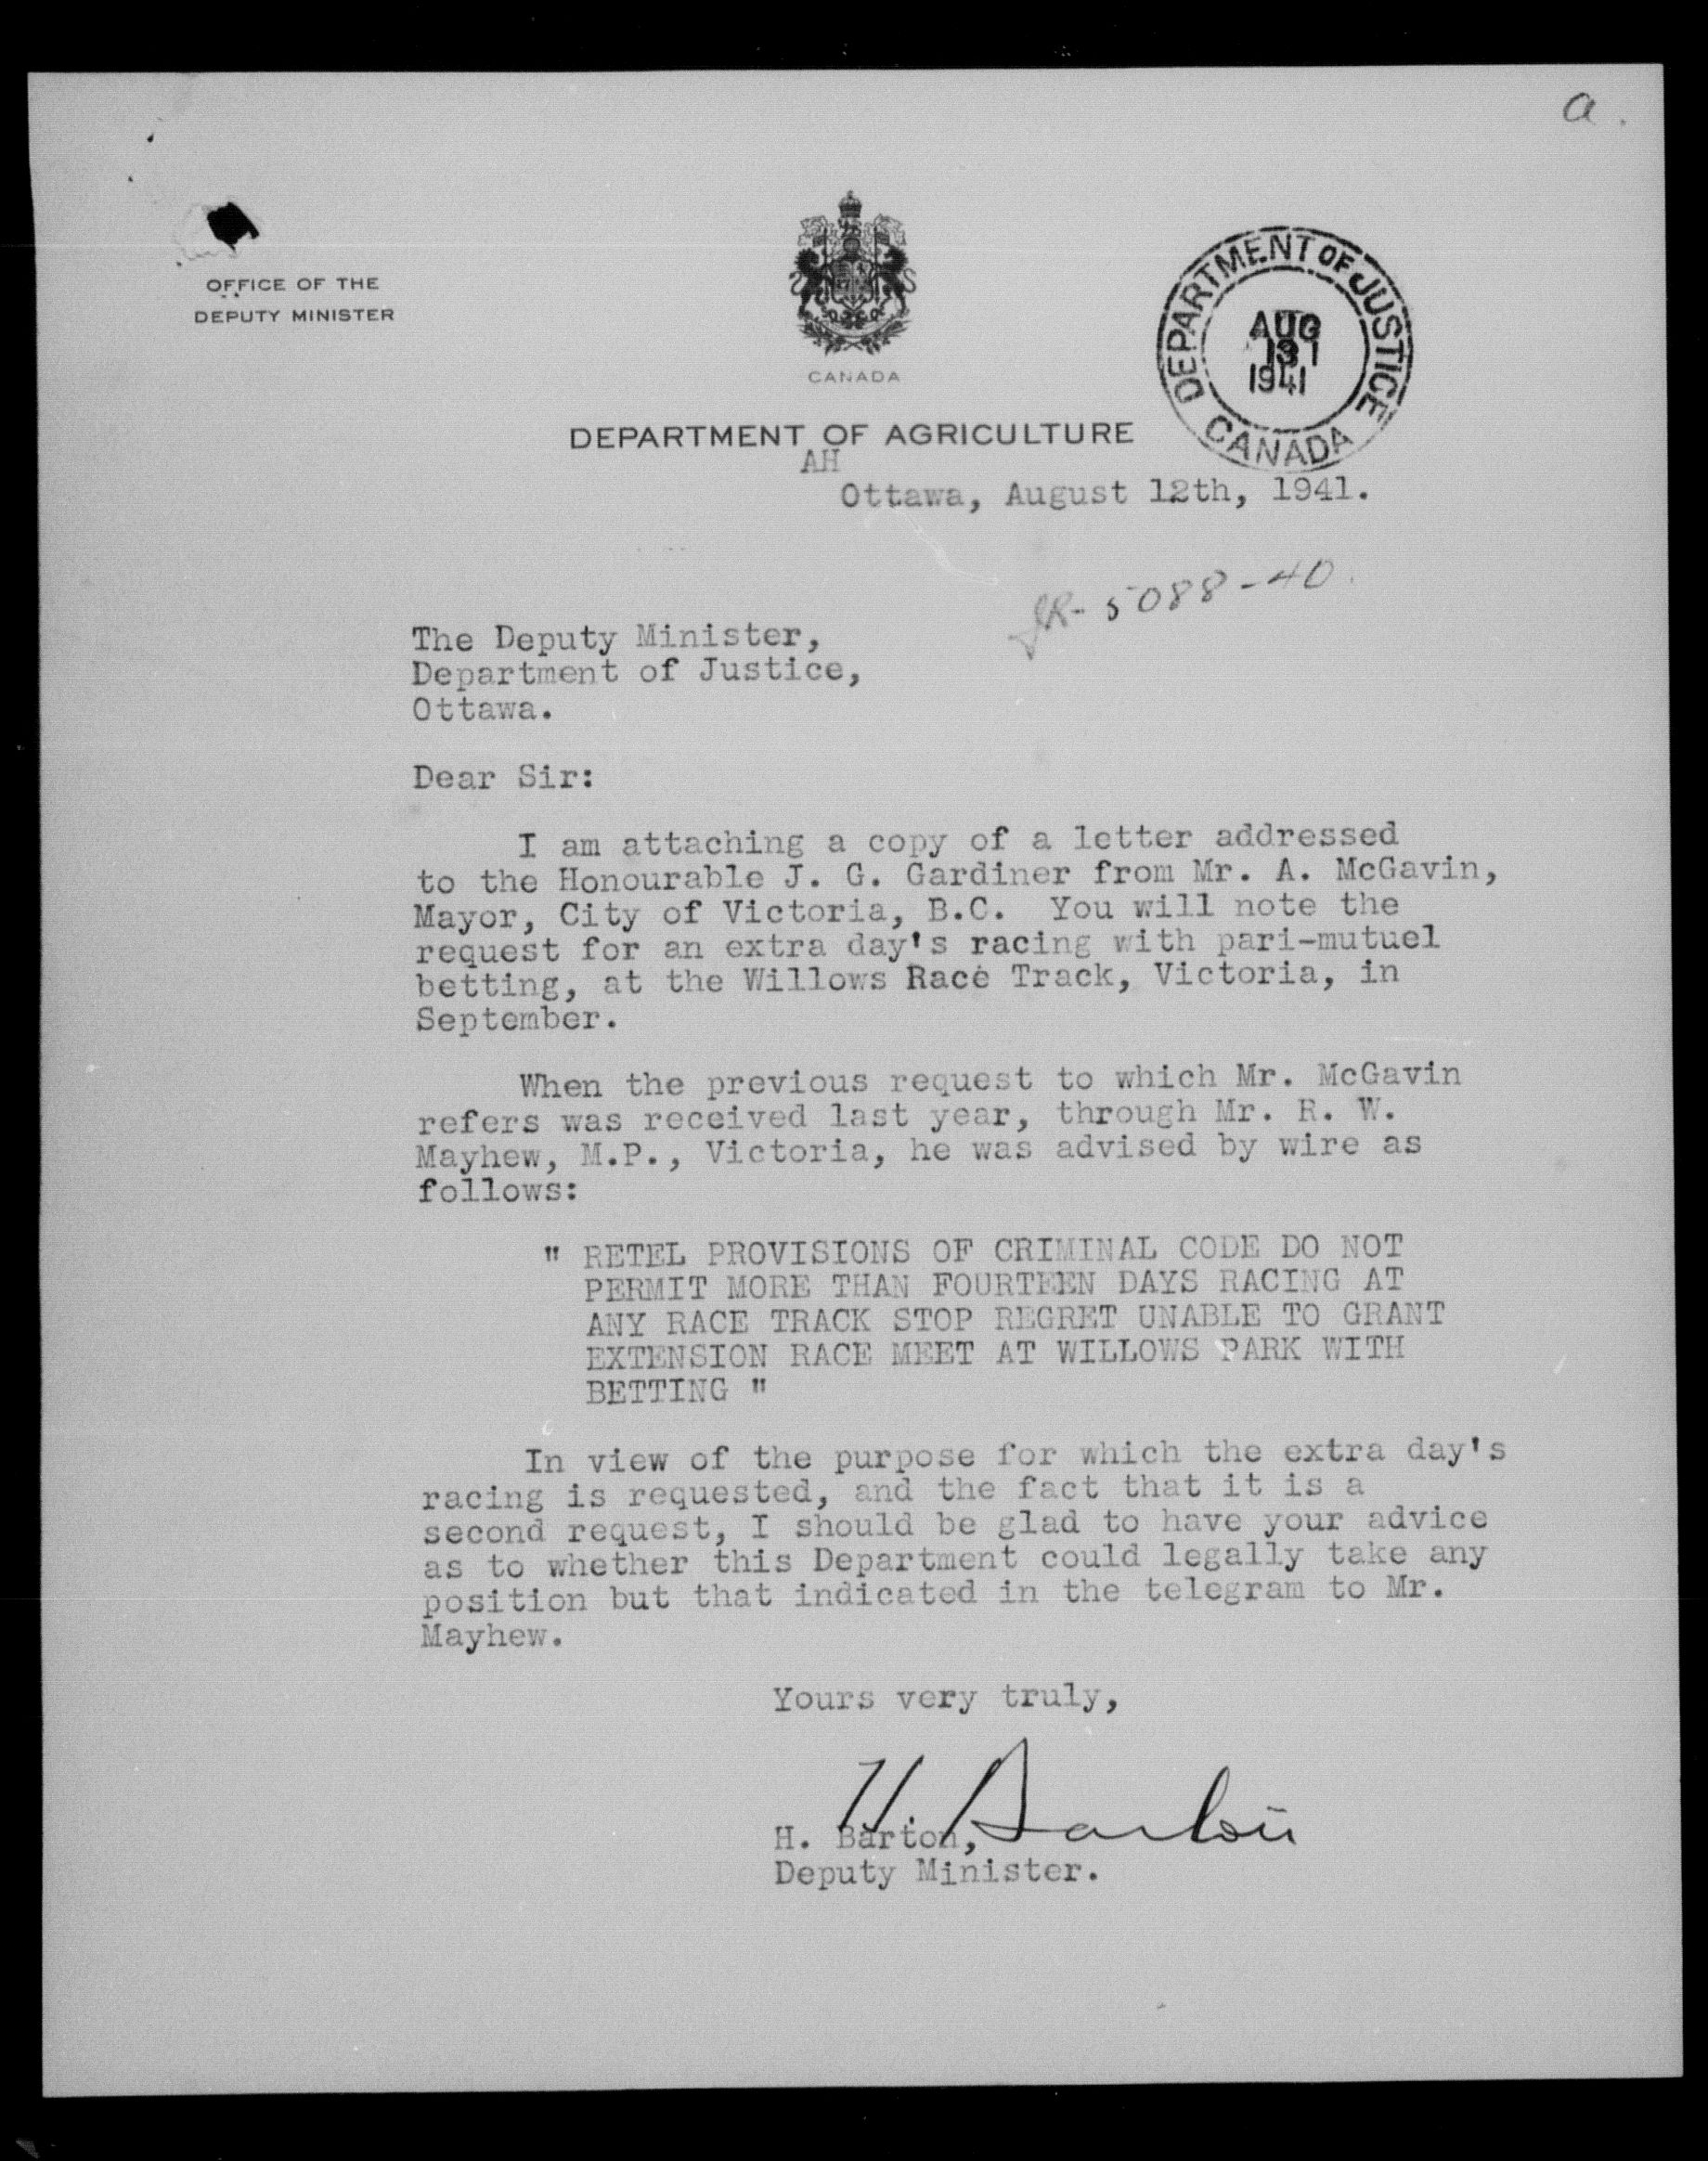 a.
OFFICE OF THE
DEPUTY MINISTER
CANADA
DEPARTMENT OF JUSTICE
AUG
1941
CANADA
DEPARTMENT OF AGRICULTURE
AH
Ottawa, August 12th, 1941.
5088-40.
The Deputy Minister,
Department of Justice,
Ottawa.
Dear Sir:
I am attaching a copy of a letter addressed
to the Honourable J. G. Gardiner from Mr. A. McGavin,
Mayor, City of Victoria, B.C. You will note the
request for an extra day's racing with pari-mutuel
betting, at the Willows Race Track, Victoria, in
September.
When the previous request to which Mr. McGavin
refers was received last year, through Mr. R. W.
Mayhew, M.P., Victoria, he was advised by wire as
follows:
" RETEL PROVISIONS OF CRIMINAL CODE DO NOT
PERMIT MORE THAN FOURTEEN DAYS RACING AT
ANY RACE TRACK STOP REGRET UNABLE TO GRANT
EXTENSION RACE MEET AT WILLOWS PARK WITH
BETTING "
In view of the purpose for which the extra day's
racing is requested, and the fact that it is a
second request, I should be glad to have your advice
as to whether this Department could legally take any
position but that indicated in the telegram to Mr.
Mayhew.
Yours very truly,
H. Barton
H. Barton,
Deputy Minister.